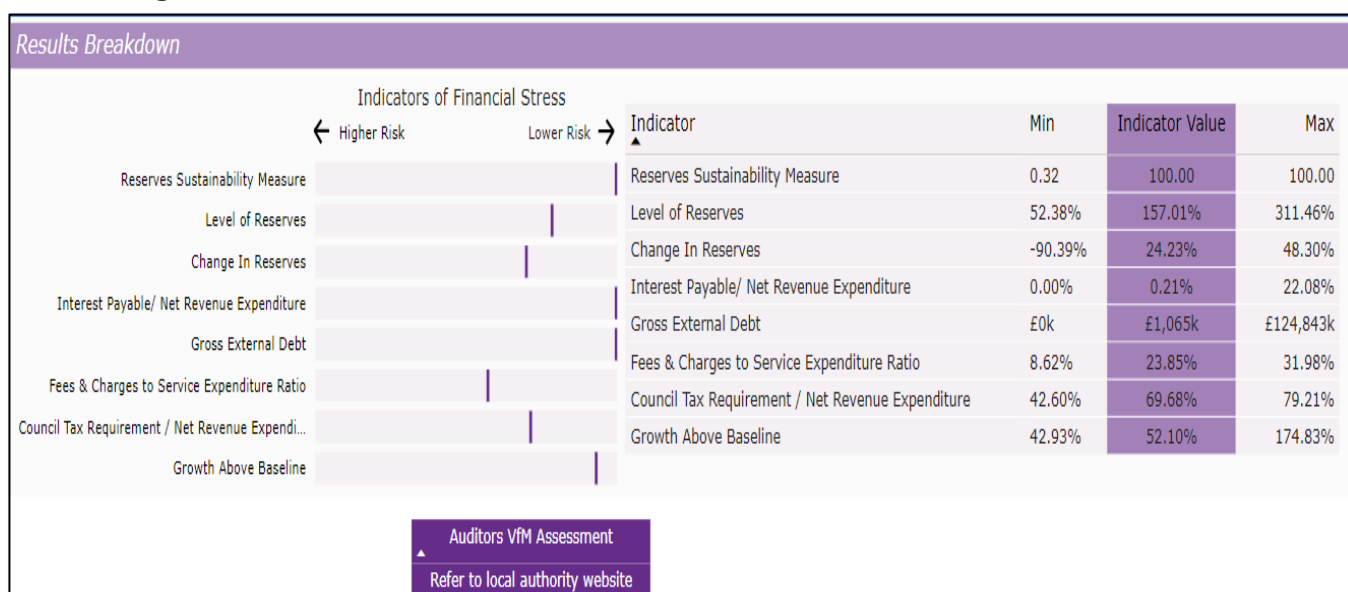 Results Breakdown
Indicators of Financial Stress
← Higher Risk Lower Risk →
Reserves Sustainability Measure
Level of Reserves
Change In Reserves
Interest Payable/ Net Revenue Expenditure
Gross External Debt
Fees & Charges to Service Expenditure Ratio
Council Tax Requirement / Net Revenue Expendi...
Growth Above Baseline
Indicator Min Indicator Value Max
Reserves Sustainability Measure 0.32 100.00 100.00
Level of Reserves 52.38% 157.01% 311.46%
Change In Reserves -90.39% 24.23% 48.30%
Interest Payable/ Net Revenue Expenditure 0.00% 0.21% 22.08%
Gross External Debt £0k £1,065k £124,843k
Fees & Charges to Service Expenditure Ratio 8.62% 23.85% 31.98%
Council Tax Requirement / Net Revenue Expenditure 42.60% 69.68% 79.21%
Growth Above Baseline 42.93% 52.10% 174.83%
Auditors VfM Assessment
Refer to local authority website